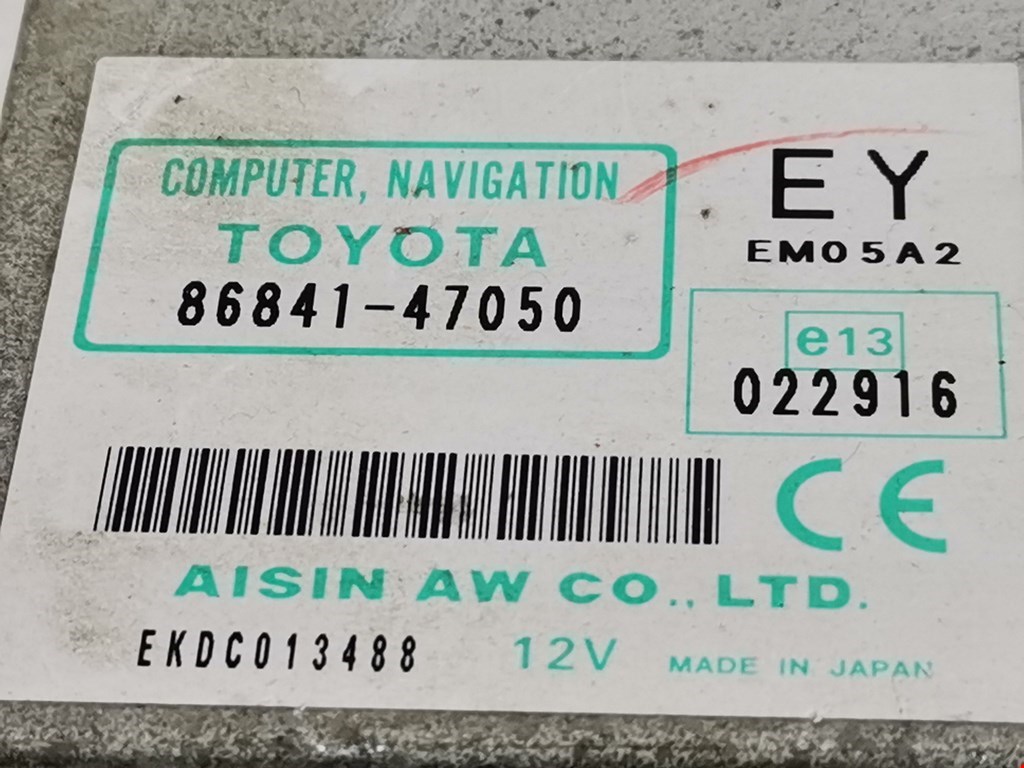 COMPUTER, NAVIGATION
TOYOTA
86841-47050
EY
EM05A2
e13
022916
CE
AISIN AW CO., LTD.
EKDC013488 12V MADE IN JAPAN